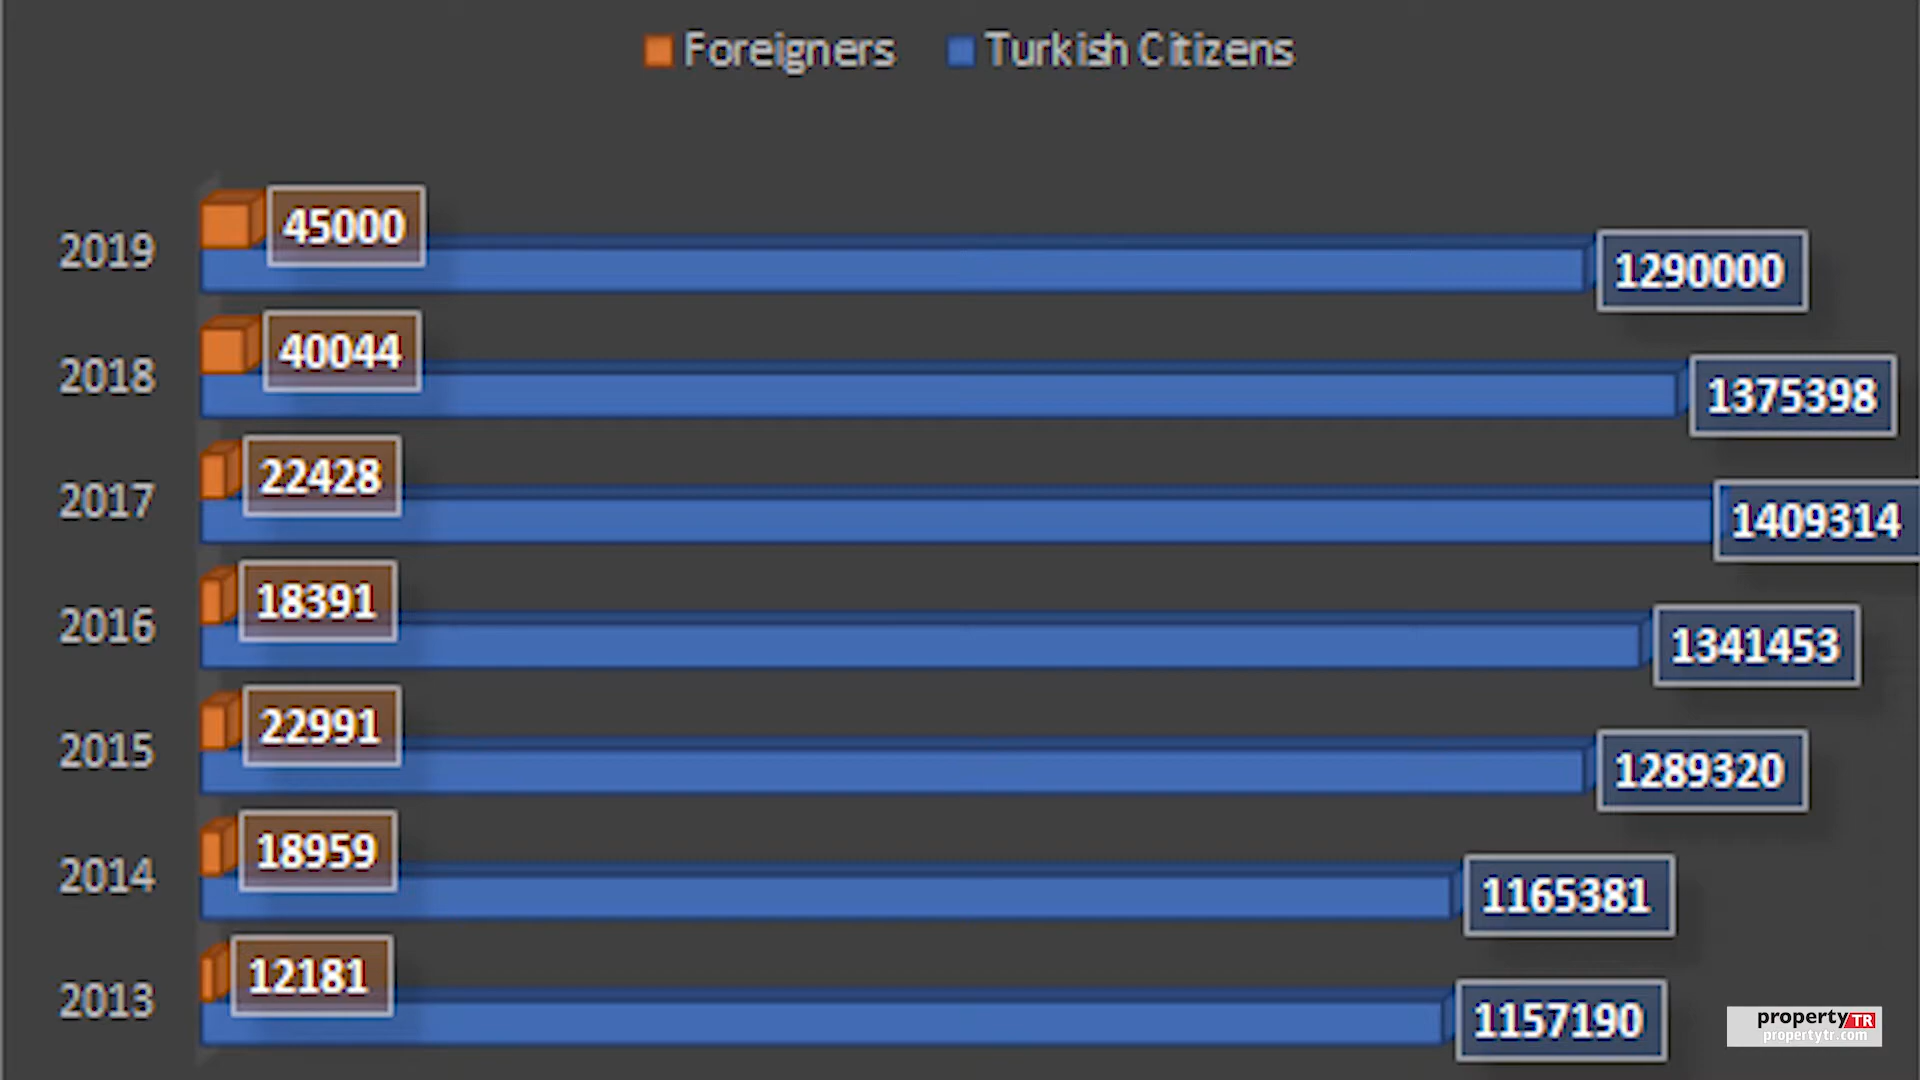 Foreigners Turkish Citizens
2019 45000 1290000
2018 40044 1375398
2017 22428 1409314
2016 18391 1341453
2015 22991 1289320
2014 18959 1165381
2013 12181 1157190
propertyTR
propertytr.com